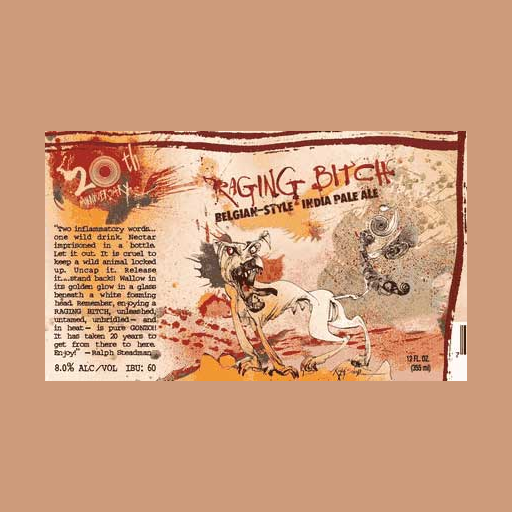 20th
ANNIVERSARY
RAGING BITCH
BELGIAN-STYLE INDIA PALE ALE
"Two inflammatory words...
one wild drink. Nectar
imprisoned in a bottle.
Let it out. It is cruel to
keep a wild animal locked
up. Uncap it. Release
it....stand back!! Wallow in
its golden glow in a glass
beneath a white foaming
head. Remember, enjoying a
RAGING BITCH, unleashed,
untamed, unbridled- and
in heat- is pure GONZO!!
It has taken 20 years to
get from there to here.
Enjoy!" -Ralph Steadman
8.0% ALC/VOL IBU: 60
12 FL. OZ.
(355 ml)
7